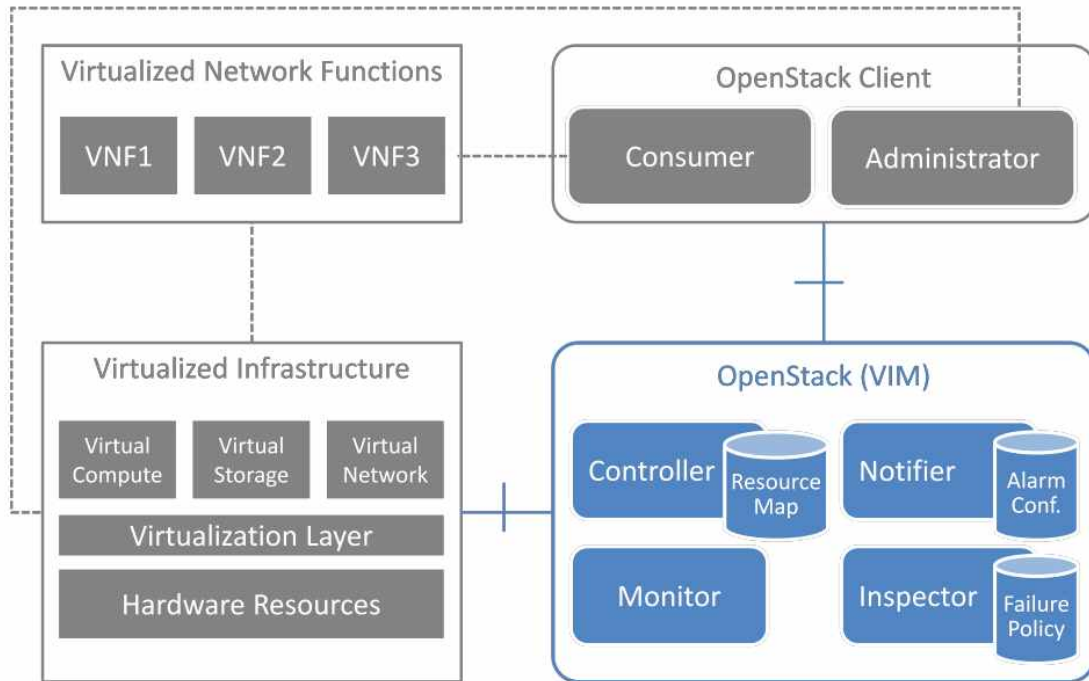 Virtualized Network Functions
VNF1
VNF2
VNF3
OpenStack Client
Consumer
Administrator
Virtualized Infrastructure
Virtual
Compute
Virtual
Storage
Virtual
Network
Virtualization Layer
Hardware Resources
OpenStack (VIM)
Controller
Resource
Map
Notifier
Alarm
Conf.
Monitor
Inspector
Failure
Policy